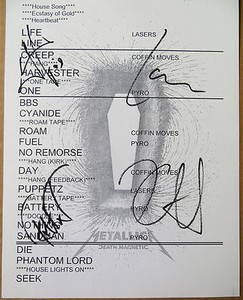 ****House Song****
****Ecstasy of Gold****
****Heartbeat****
LIFE LASERS
LINE
CREEP COFFIN MOVES
****HANG****
HARVESTER
****ONE TAPE****
ONE PYRO
BBS
CYANIDE
****ROAM TAPE****
ROAM COFFIN MOVES
FUEL PYRO
NO REMORSE
****HANG (KIRK)****
DAY COFFIN MOVES
****HANG (FEEDBACK)****
PUPPETZ LASERS
****BATTERY TAPE****
BATTERY PYRO
NOTHING
SANDMAN PYRO
METALLICA
DEATH MAGNETIC
DIE
PHANTOM LORD
****HOUSE LIGHTS ON****
SEEK